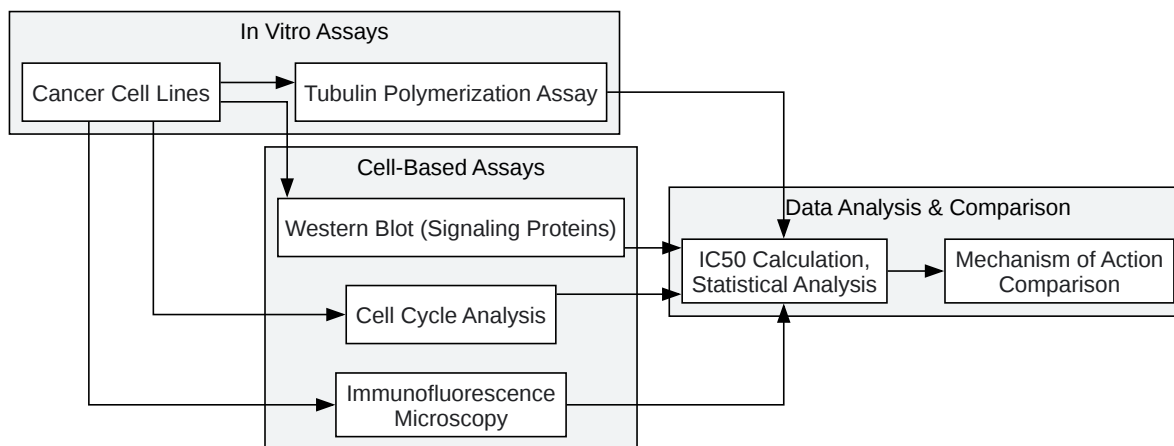 In Vitro Assays
Cancer Cell Lines
Tubulin Polymerization Assay
Cell-Based Assays
Western Blot (Signaling Proteins)
Cell Cycle Analysis
Immunofluorescence
Microscopy
Data Analysis & Comparison
IC50 Calculation,
Statistical Analysis
Mechanism of Action
Comparison